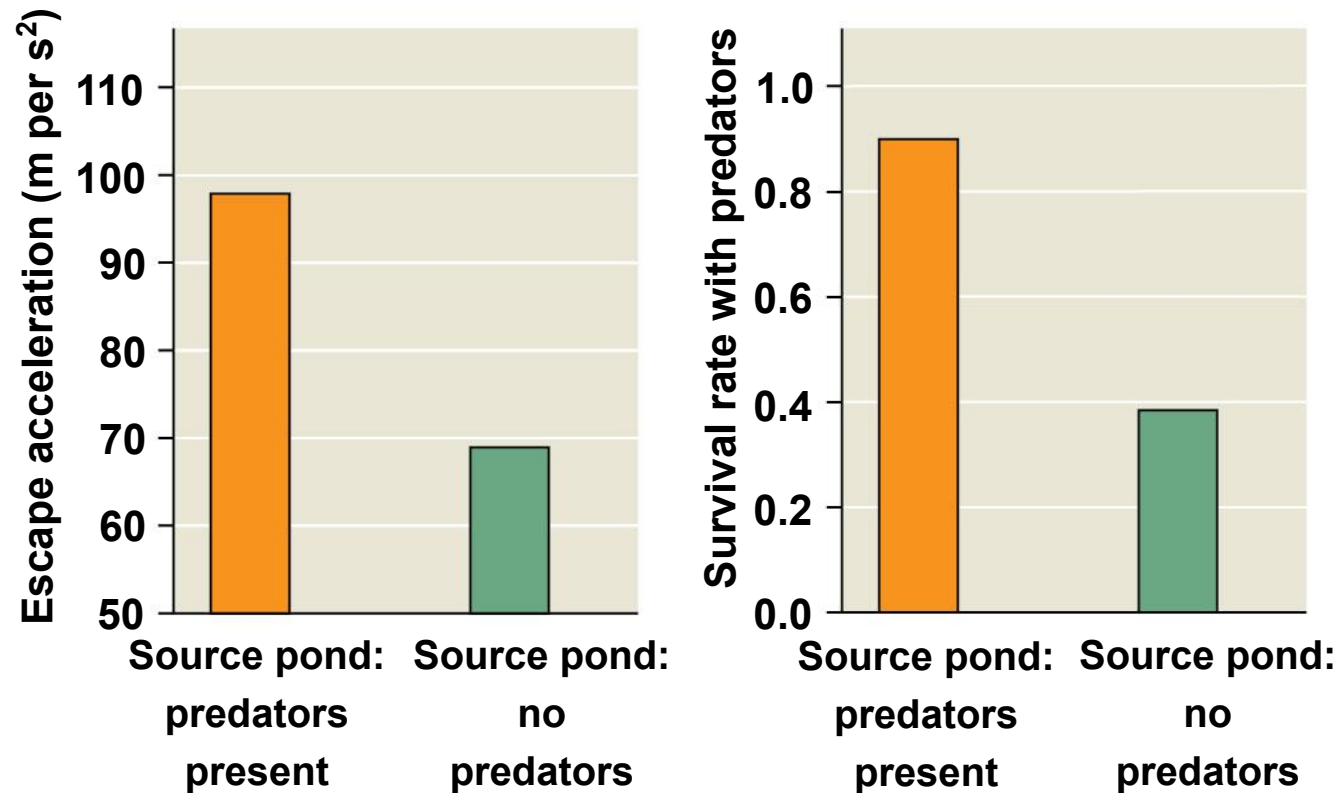 Escape acceleration (m per s²)
110
100
90
80
70
60
50
Source pond:
predators
present
Source pond:
no
predators
Survival rate with predators
1.0
0.8
0.6
0.4
0.2
0.0
Source pond:
predators
present
Source pond:
no
predators